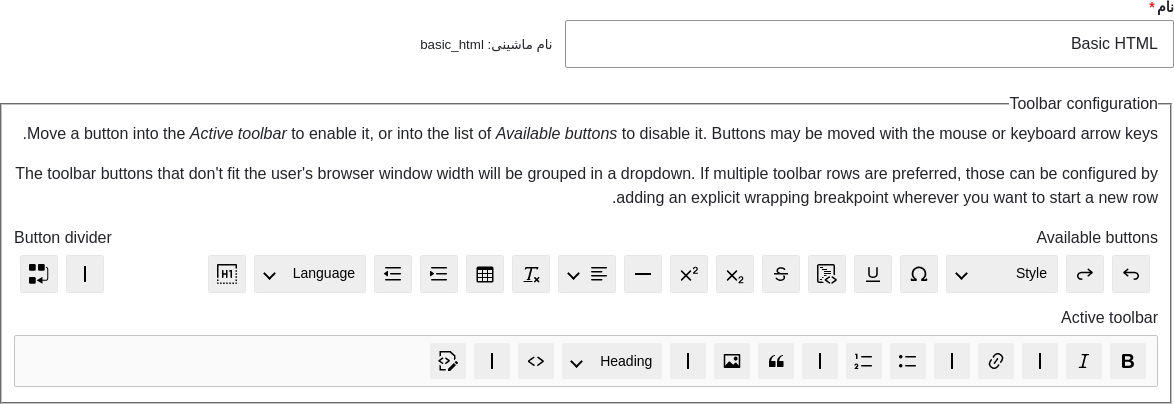 نام *
Basic HTML
نام ماشینی: basic_html
Toolbar configuration
Move a button into the Active toolbar to enable it, or into the list of Available buttons to disable it. Buttons may be moved with the mouse or keyboard arrow keys.
The toolbar buttons that don't fit the user's browser window width will be grouped in a dropdown. If multiple toolbar rows are preferred, those can be configured by
adding an explicit wrapping breakpoint wherever you want to start a new row.
Available buttons
Button divider
Style
Language
H1
Active toolbar
B I Heading